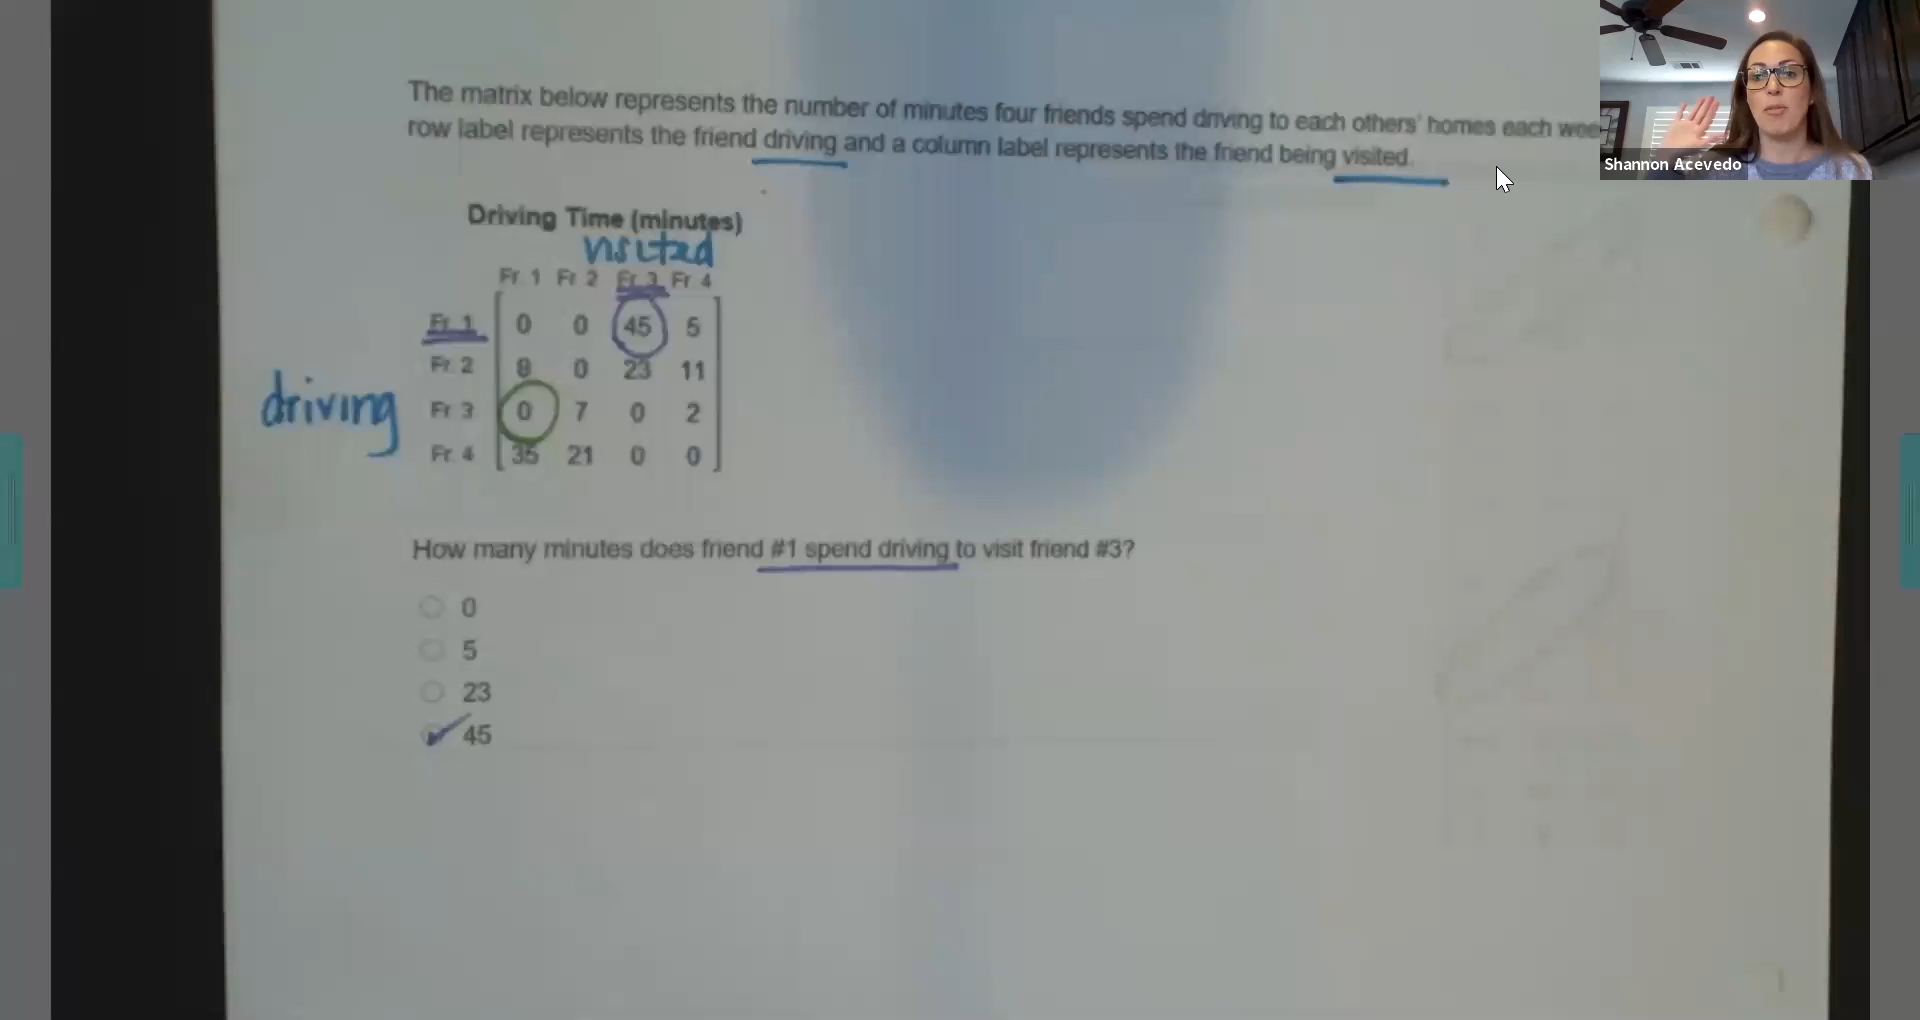 The matrix below represents the number of minutes four friends spend driving to each others' homes each
row label represents the friend driving and a column label represents the friend being visited.
Shannon Acevedo
Driving Time (minutes)
visited
Fr. 1 Fr. 2 Fr. 3 Fr. 4
Fr. 1 0 0 45 5
Fr. 2 8 0 23 11
driving
Fr. 3 0 7 0 2
Fr. 4 35 21 0 0
How many minutes does friend #1 spend driving to visit friend #3?
0
5
23
45